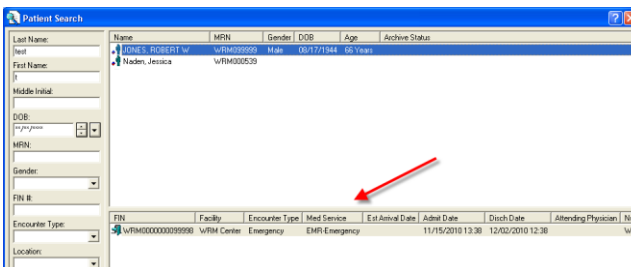 Patient Search
Last Name:
test
First Name:
t
Middle Initial:
DOB:
**/**/****
MRN:
Gender:
FIN #:
Encounter Type:
Location:
Name MRN Gender DOB Age Archive Status
JONES, ROBERT W WRM099999 Male 08/17/1944 66 Years
Naden, Jessica WRM000539
FIN Facility Encounter Type Med Service Est Arrival Date Admit Date Disch Date Attending Physician
WRM0000000099998 WRM Center Emergency EMR-Emergency 11/15/2010 13:38 12/02/2010 12:38